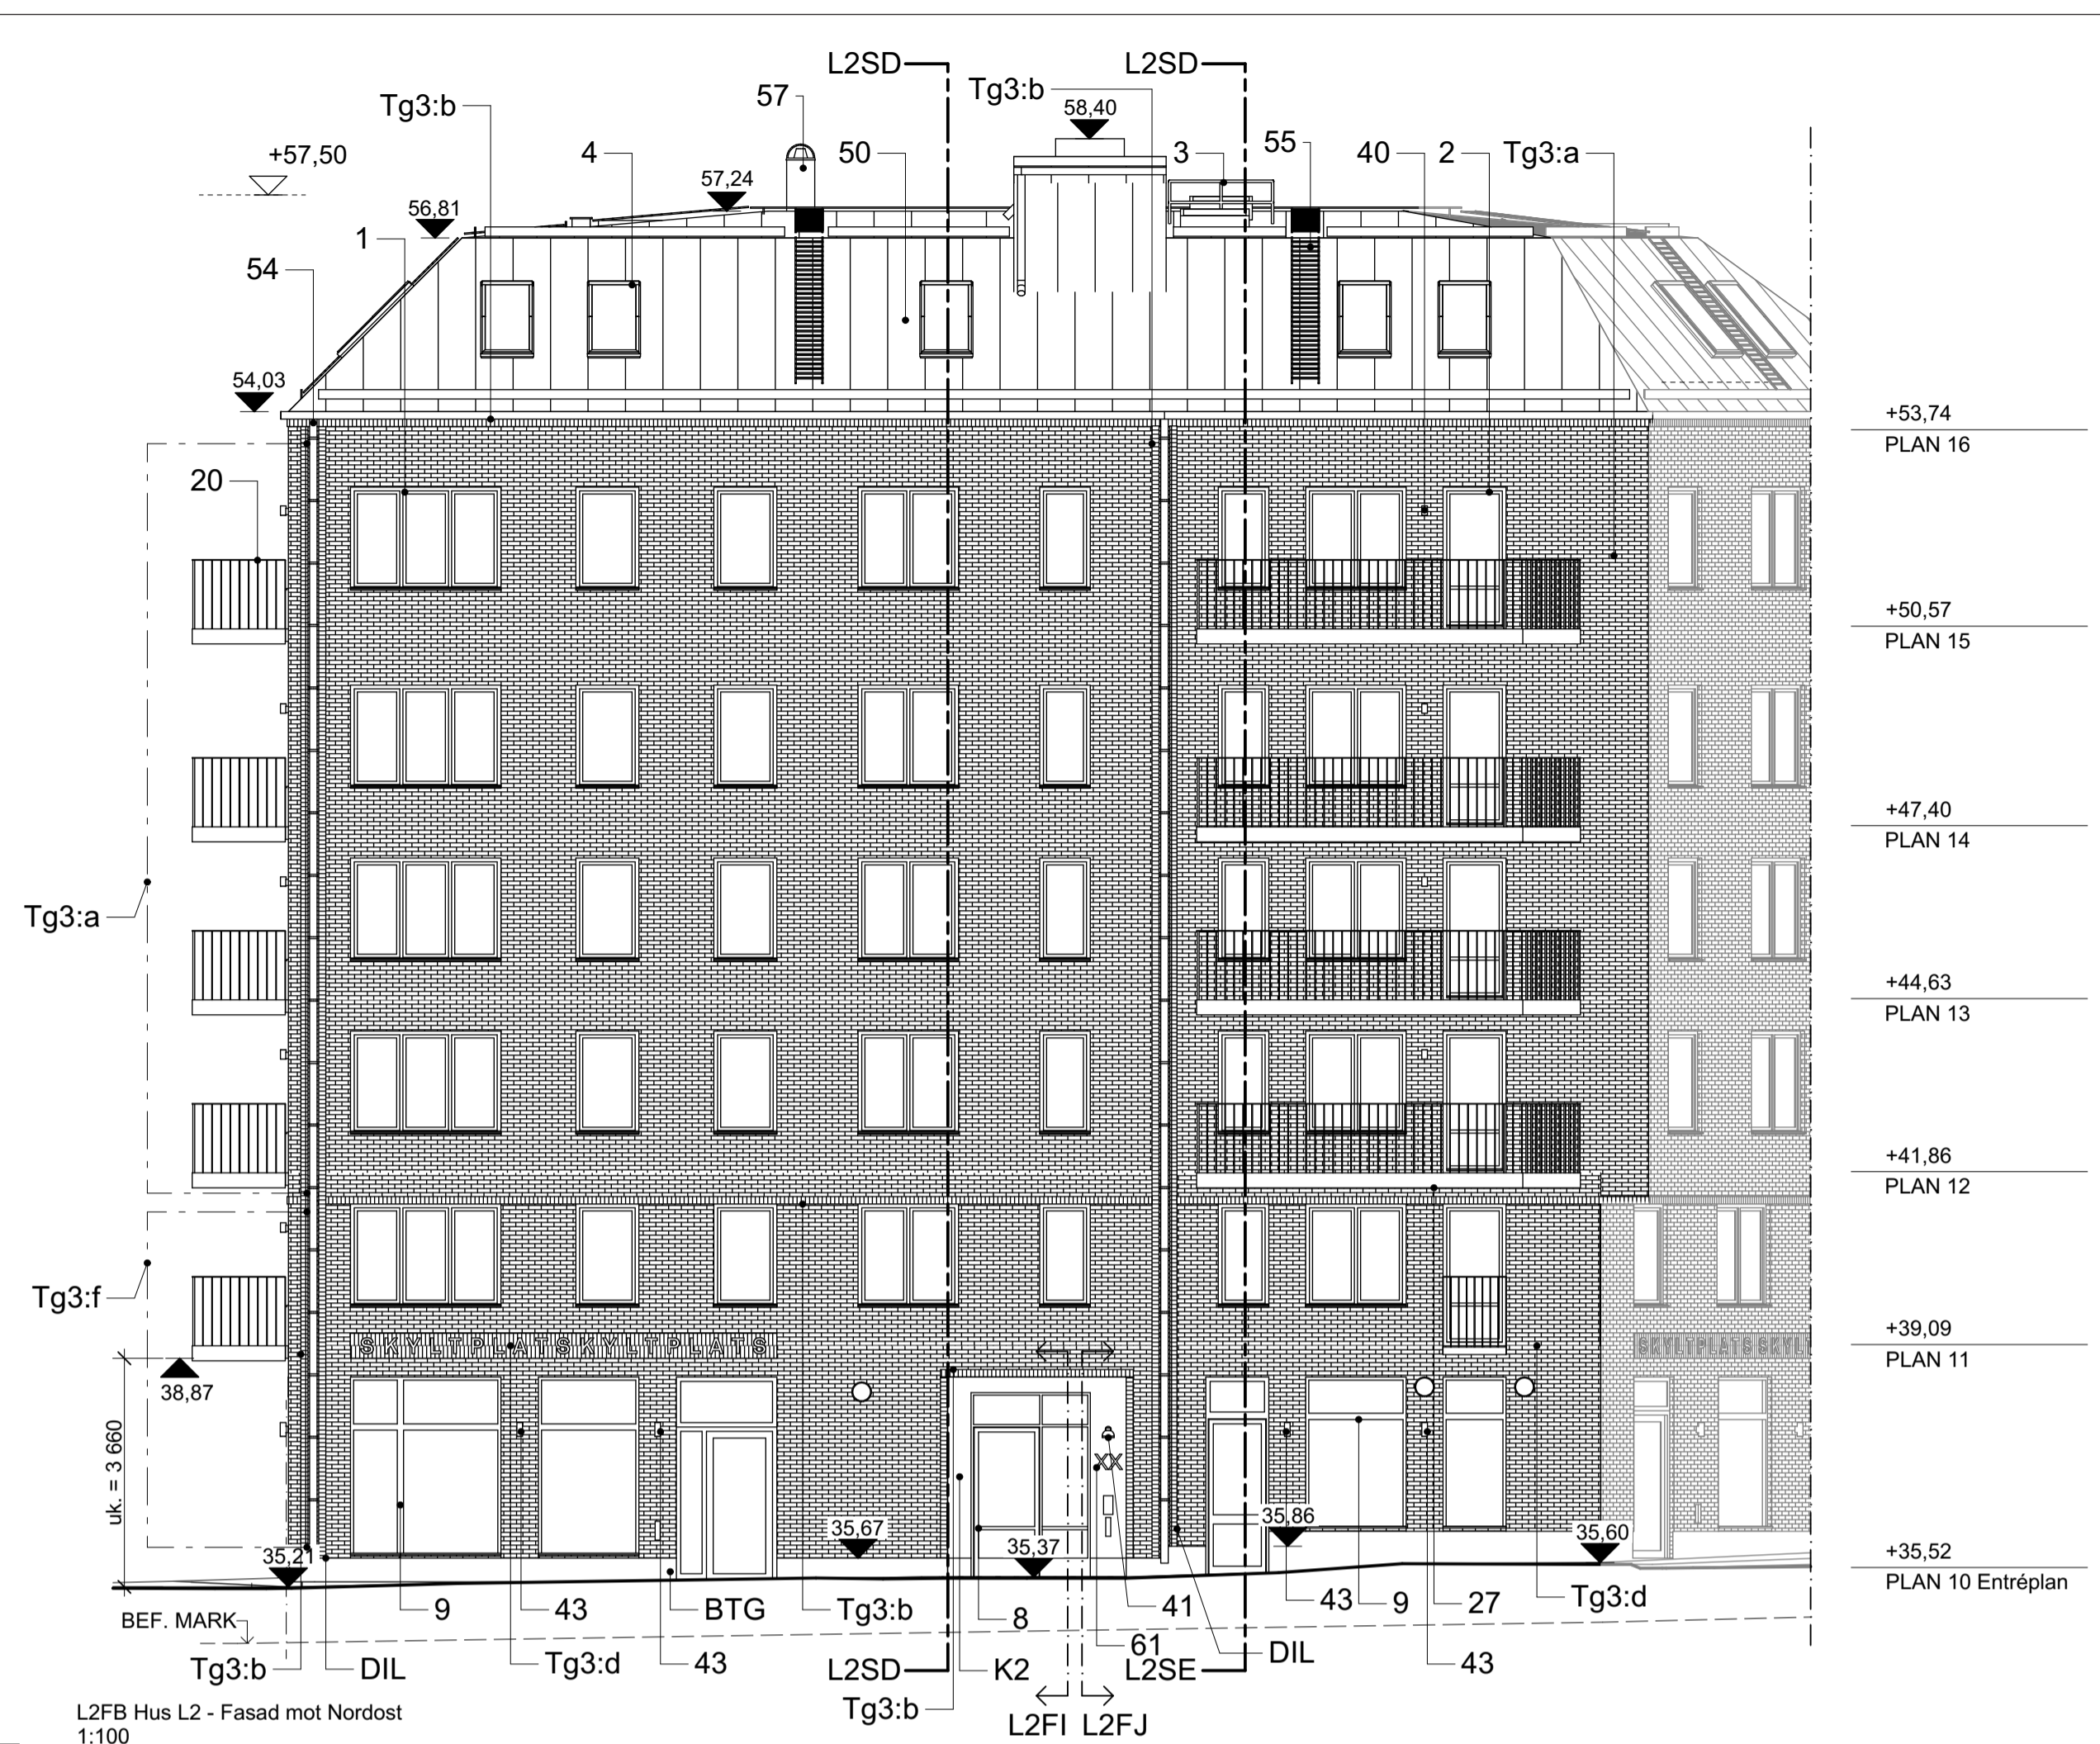 L2SD
L2SD
Tg3:b
57
Tg3:b
58,40
+57,50
4
50
3
55
40
2
Tg3:a
57,24
56,81
1
54
54,03
+53,74
PLAN 16
20
+50,57
PLAN 15
+47,40
PLAN 14
Tg3:a
+44,63
PLAN 13
+41,86
PLAN 12
Tg3:f
+39,09
PLAN 11
SKYLTPLATSKYLTPLATS
SKYLTPLATS SKYL
38,87
uk. = 3 660
XX
35,21
35,67
35,37
35,86
35,60
+35,52
PLAN 10 Entréplan
BEF. MARK
9
43
BTG
Tg3:b
8
41
43
9
27
Tg3:d
Tg3:b
DIL
Tg3:d
43
L2SD
K2
61
L2SE
DIL
43
Tg3:b
L2FI
L2FJ
L2FB Hus L2 - Fasad mot Nordost
1:100